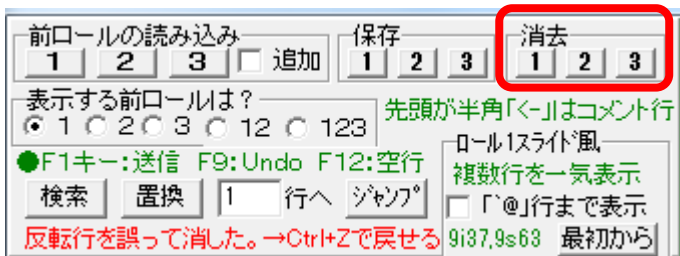 前ロールの読み込み
1 2 3 追加
保存
1 2 3
消去
1 2 3
表示する前ロールは?
1 2 3 12 123
先頭が半角「<-」はコメント行
●F1キー:送信 F9:Undo F12:空行
検索 置換 1 行へ ジャンプ
反転行を誤って消した。→Ctrl+Zで戻せる
ロール1スライド風
複数行を一気表示
「`@」行まで表示
9i37,9s63 最初から